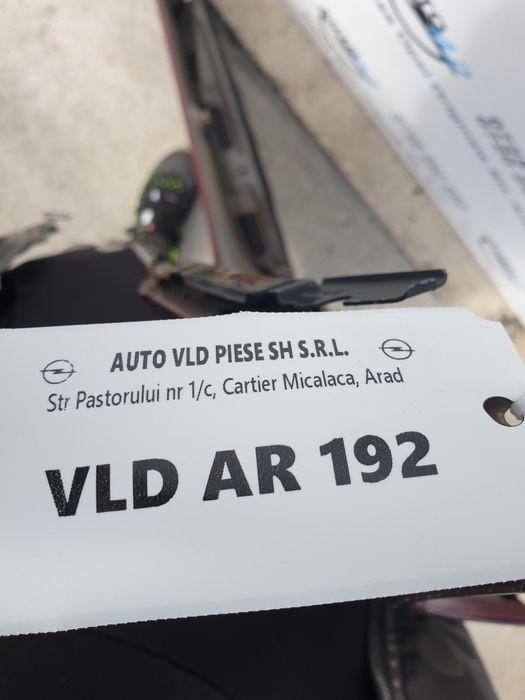 AUTO VLD PIESE SH S.R.L.
Str Pastorului nr 1/c, Cartier Micalaca, Arad
VLD AR 192